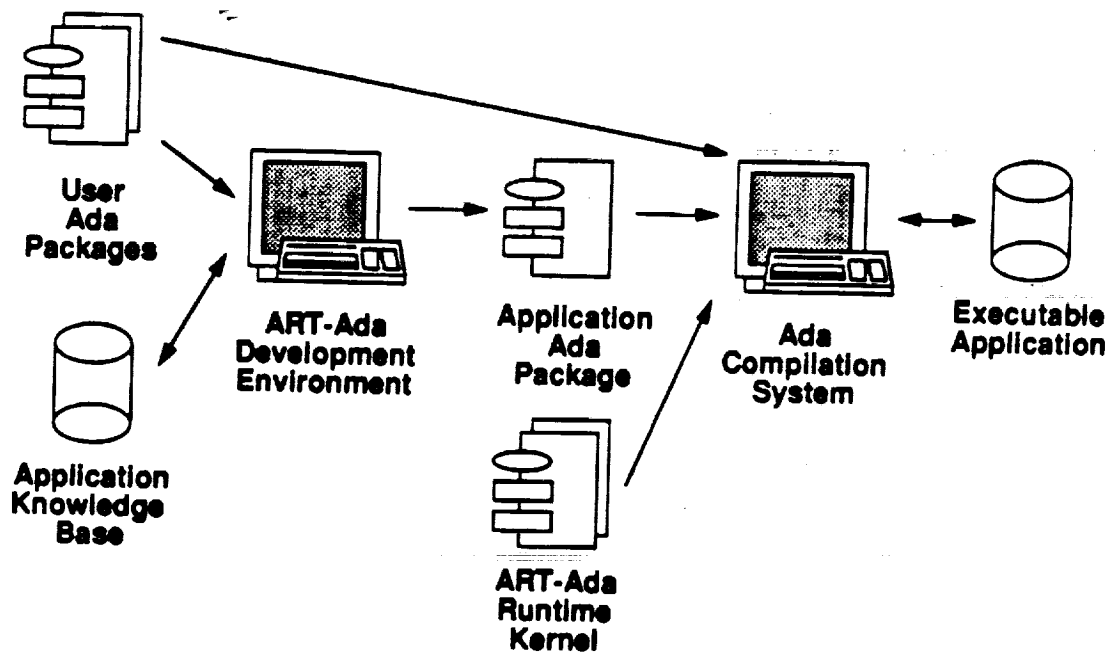 User
Ada
Packages
ART-Ada
Development
Environment
Application
Ada
Package
Ada
Compilation
System
Executable
Application
Application
Knowledge
Base
ART-Ada
Runtime
Kernel